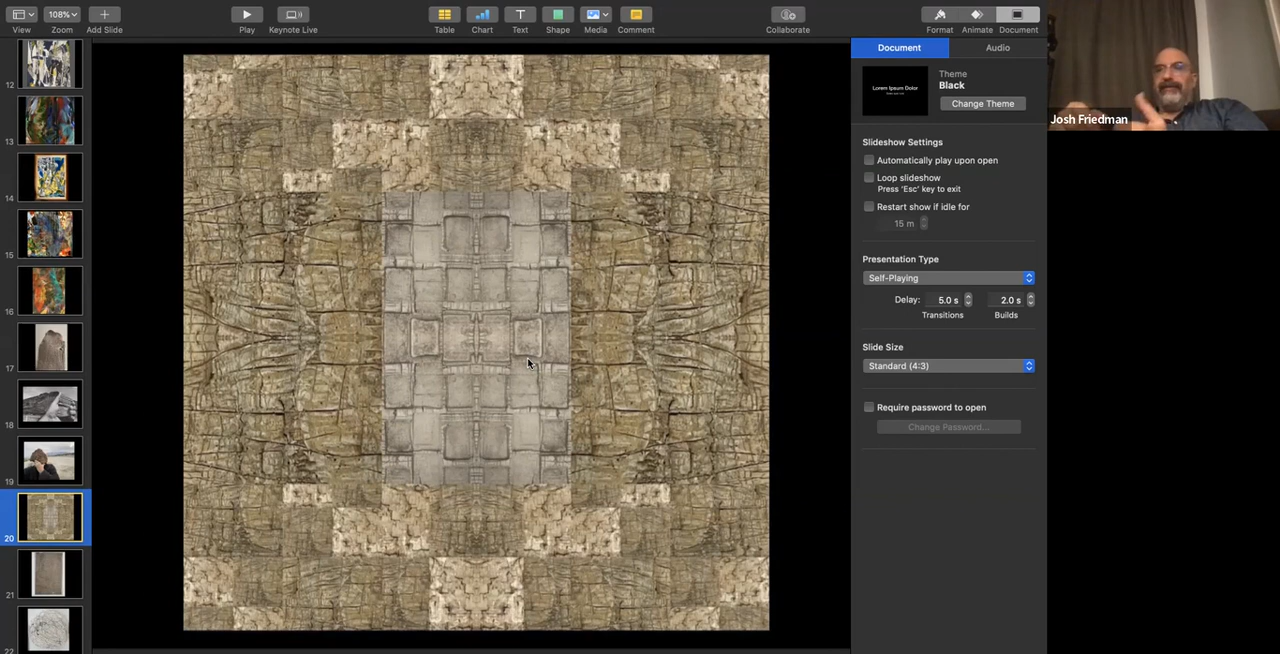 108%
View
Zoom
Add Slide
Play
Keynote Live
Table
Chart
Text
Shape
Media
Comment
Collaborate
Format
Animate
Document
12
13
14
15
16
17
18
19
20
21
22
Document
Audio
Lorem Ipsum Dolor
Theme
Black
Change Theme
Slideshow Settings
Automatically play upon open
Loop slideshow
Press 'Esc' key to exit
Restart show if idle for
15 m
Presentation Type
Self-Playing
Delay: 5.0 s 2.0 s
Transitions Builds
Slide Size
Standard (4:3)
Require password to open
Change Password...
Josh Friedman